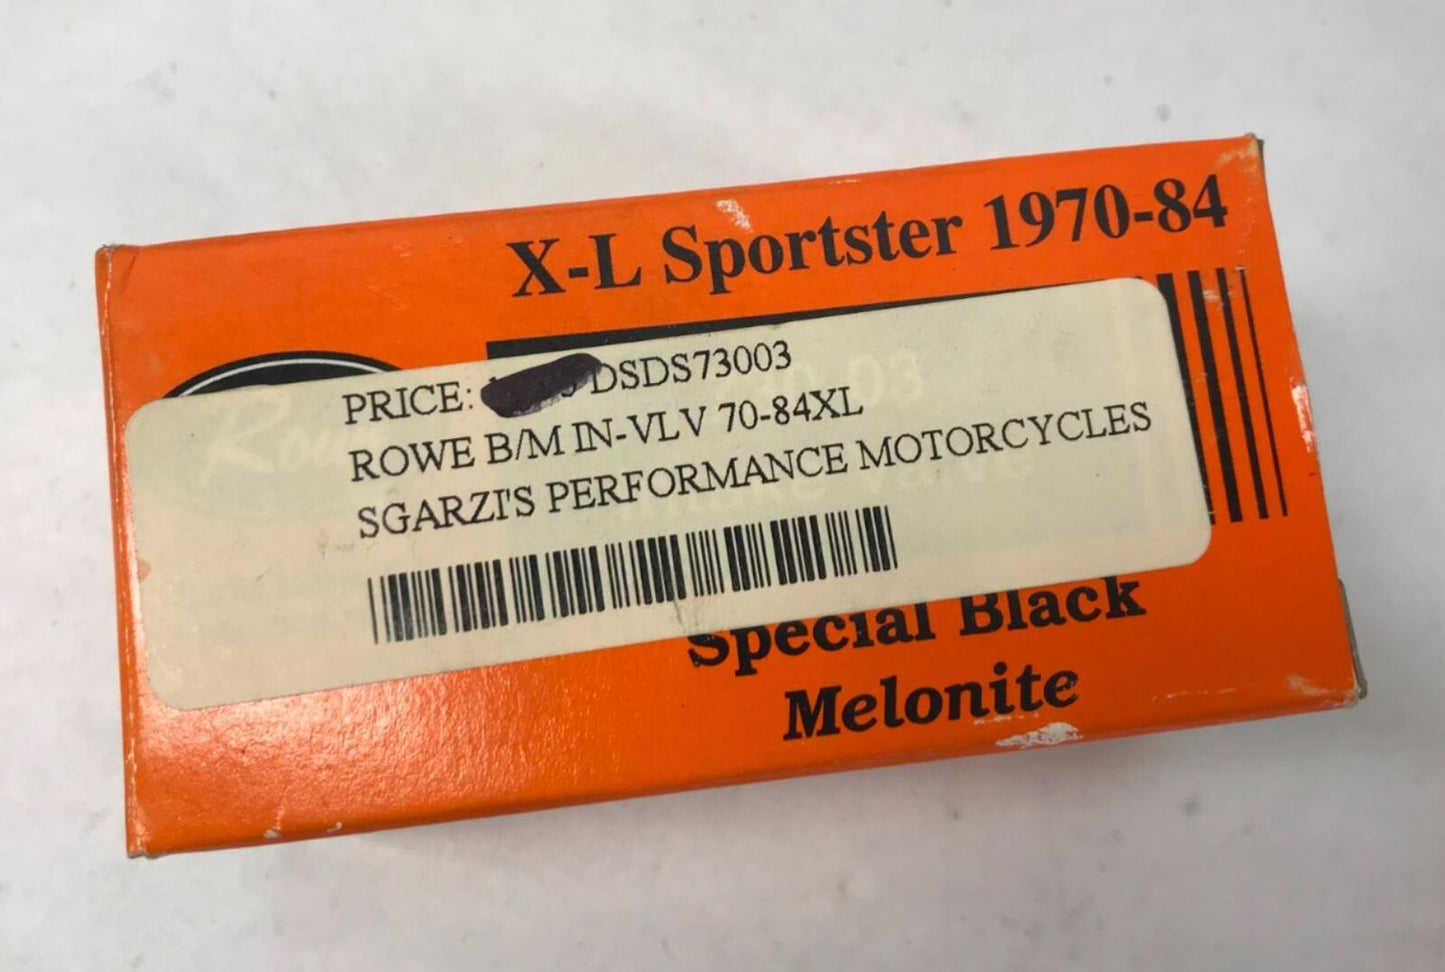 X-L Sportster 1970-84
PRICE: DSDS73003
ROWE B/M IN-VLV 70-84XL
SGARZI'S PERFORMANCE MOTORCYCLES
Special Black
Melonite